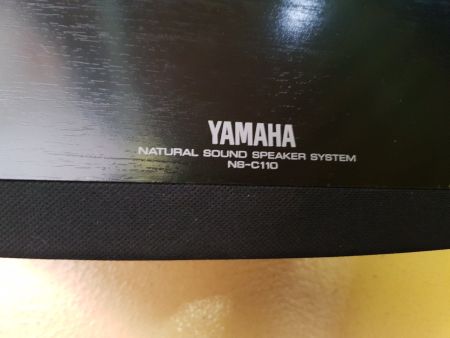 YAMAHA
NATURAL SOUND SPEAKER SYSTEM
NS-C110